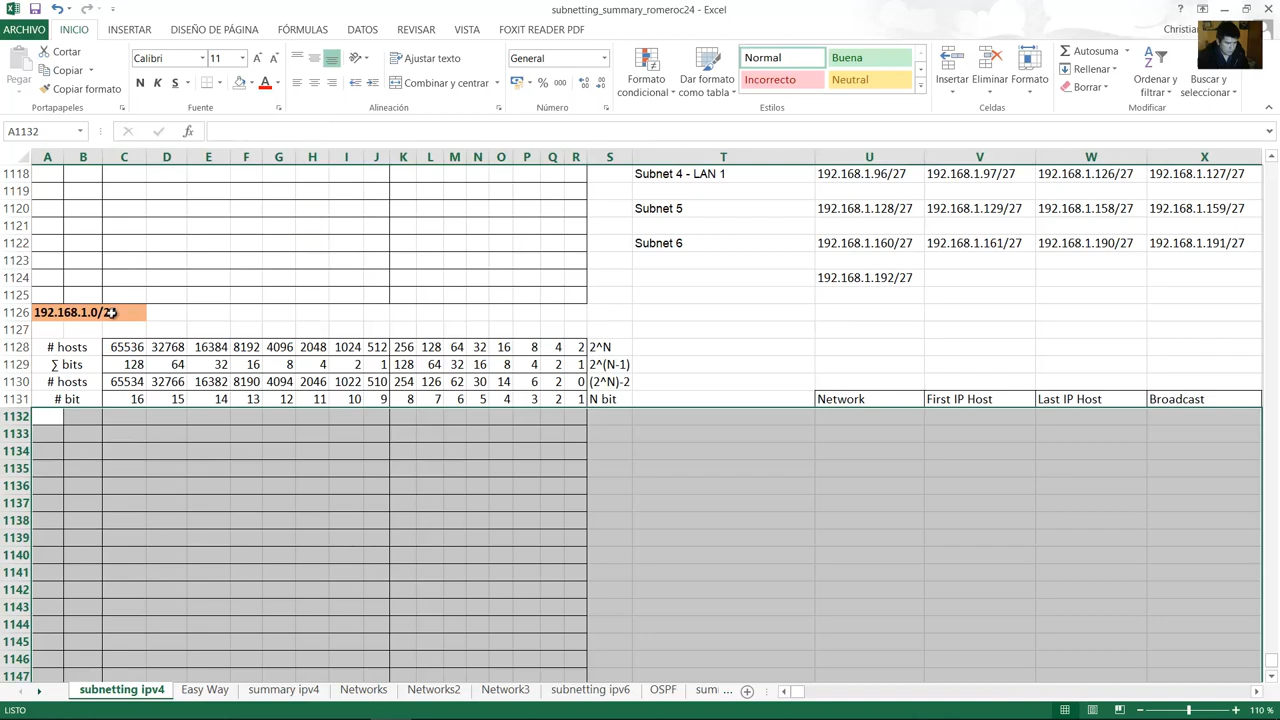 subnetting_summary_romeroc24 - Excel
ARCHIVO INICIO INSERTAR DISEÑO DE PÁGINA FÓRMULAS DATOS REVISAR VISTA FOXIT READER PDF Christian
Pegar Cortar Copiar Copiar formato
Calibri 11 N K S
Ajustar texto Combinar y centrar
General
Formato condicional Dar formato como tabla
Normal Buena Incorrecto Neutral
Insertar Eliminar Formato
Autosuma Rellenar Borrar
Ordenar y filtrar Buscar y seleccionar
Portapapeles Fuente Alineación Número Estilos Celdas Modificar
A1132
A B C D E F G H I J K L M N O P Q R S T U V W X
1118 Subnet 4 - LAN 1 192.168.1.96/27 192.168.1.97/27 192.168.1.126/27 192.168.1.127/27
1119
1120 Subnet 5 192.168.1.128/27 192.168.1.129/27 192.168.1.158/27 192.168.1.159/27
1121
1122 Subnet 6 192.168.1.160/27 192.168.1.161/27 192.168.1.190/27 192.168.1.191/27
1123
1124 192.168.1.192/27
1125
1126 192.168.1.0/2
1127
1128 # hosts 65536 32768 16384 8192 4096 2048 1024 512 256 128 64 32 16 8 4 2 2^N
1129 ∑ bits 128 64 32 16 8 4 2 1 128 64 32 16 8 4 2 1 2^(N-1)
1130 # hosts 65534 32766 16382 8190 4094 2046 1022 510 254 126 62 30 14 6 2 0 (2^N)-2
1131 # bit 16 15 14 13 12 11 10 9 8 7 6 5 4 3 2 1 N bit Network First IP Host Last IP Host Broadcast
1132
1133
1134
1135
1136
1137
1138
1139
1140
1141
1142
1143
1144
1145
1146
1147
subnetting ipv4 Easy Way summary ipv4 Networks Networks2 Network3 subnetting ipv6 OSPF sum ...
LISTO 110 %